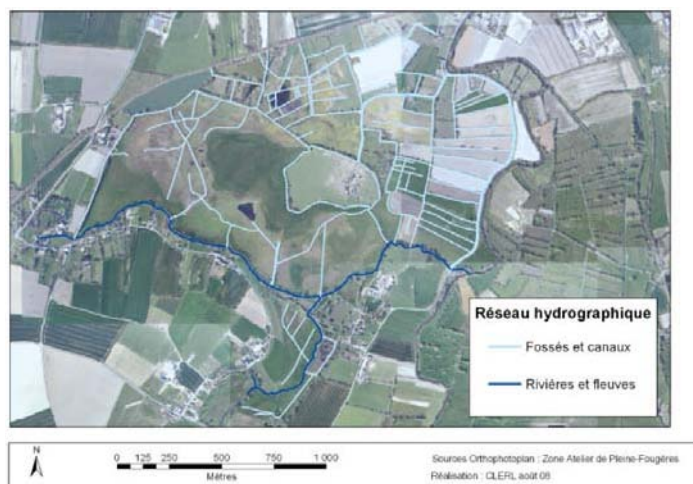 Réseau hydrographique
Fossés et canaux
Rivières et fleuves
N
0 125 250 500 750 1 000
Mètres
Sources Orthophotoplan : Zone Atelier de Pleine-Fougères
Réalisation : CLERL août 08